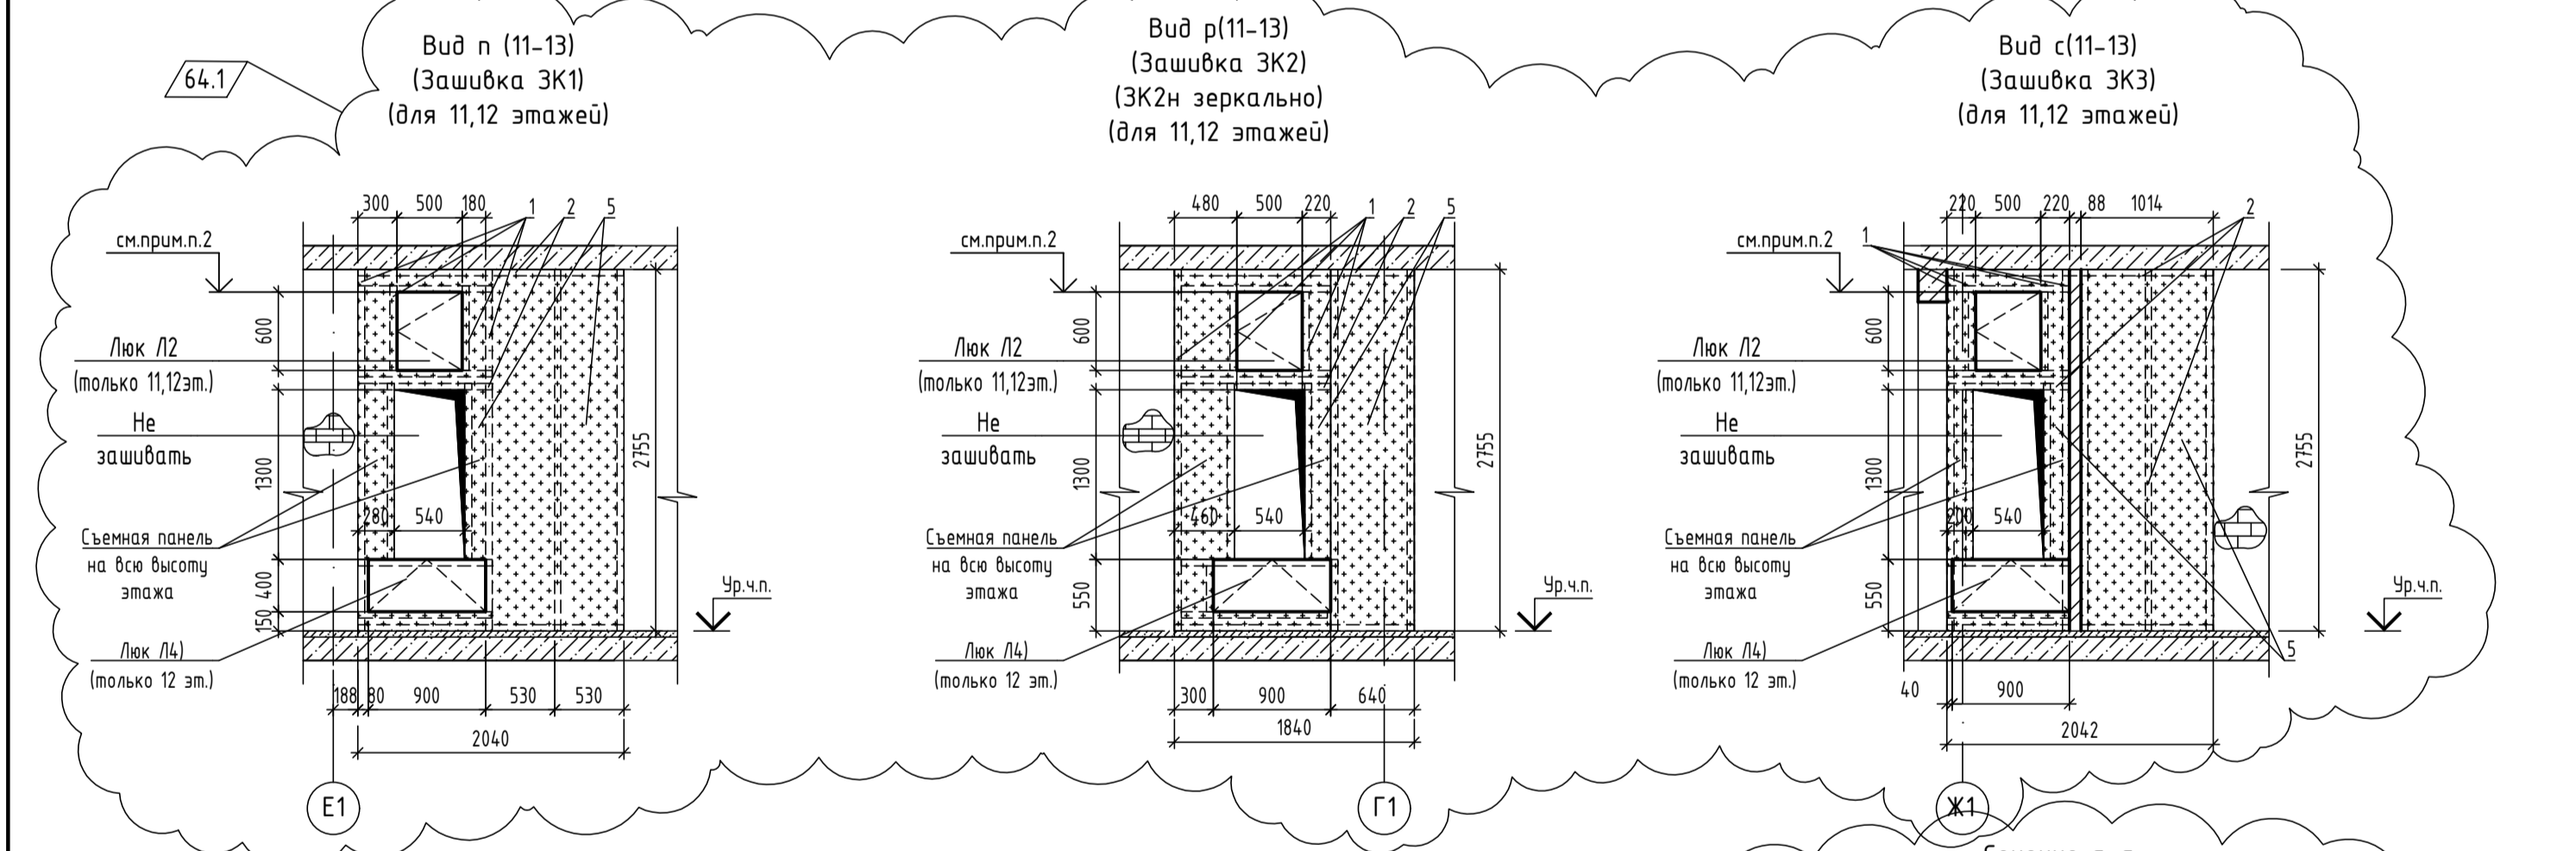 64.1
Вид п (11-13)
(Зашивка ЗК1)
(для 11,12 этажей)
300 500 180 1 2 5
см.прим.п.2
600
Люк Л2
(только 11,12эт.)
Не
зашивать
1300
2755
280 540
Съемная панель
на всю высоту
этажа
400
150
Ур.ч.п.
Люк Л4)
(только 12 эт.)
188 80 900 530 530
2040
Е1
Вид р(11-13)
(Зашивка ЗК2)
(ЗК2н зеркально)
(для 11,12 этажей)
480 500 220 1 2 5
см.прим.п.2
600
Люк Л2
(только 11,12эт.)
Не
зашивать
1300
2755
460 540
Съемная панель
на всю высоту
этажа
550
Ур.ч.п.
Люк Л4)
(только 12 эт.)
300 900 640
1840
Г1
Вид с(11-13)
(Зашивка ЗК3)
(для 11,12 этажей)
220 500 220 88 1014 2
1
см.прим.п.2
600
Люк Л2
(только 11,12эт.)
Не
зашивать
1300
2755
200 540
Съемная панель
на всю высоту
этажа
550
Ур.ч.п.
Люк Л4)
(только 12 эт.)
5
40 900
2042
Ж1